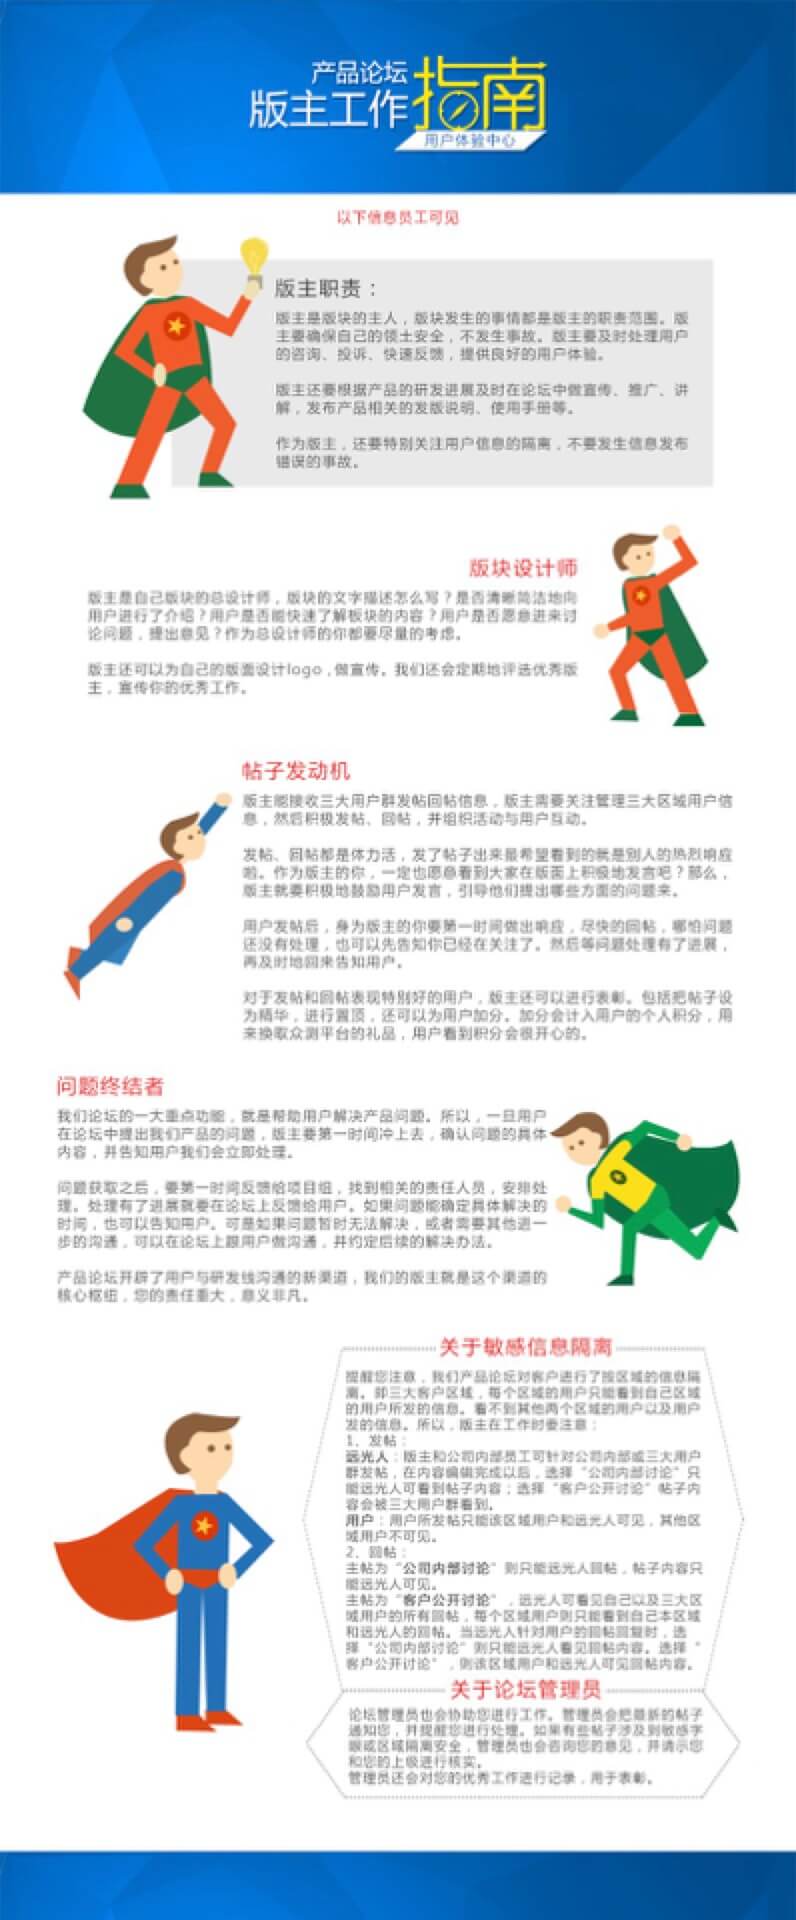 产品论坛
版主工作指南
用户体验中心
以下信息员工可见
版主职责：
版主是版块的主人，版块发生的事情都是版主的职责范围。版
主要确保自己的领土安全，不发生事故。版主要及时处理用户
的咨询、投诉、快速反馈，提供良好的用户体验。
版主还要根据产品的研发进展及时在论坛中做宣传、推广、讲
解，发布产品相关的发版说明、使用手册等。
作为版主，还要特别关注用户信息的隔离，不要发生信息发布
错误的事故。
版块设计师
版主是自己版块的总设计师，版块的文字描述怎么写？是否清晰简洁地向
用户进行了介绍？用户是否能快速了解板块的内容？用户是否愿意进来讨
论问题，提出意见？作为总设计师的你都要尽量的考虑。
版主还可以为自己的版面设计logo，做宣传。我们还会定期地评选优秀版
主，宣传你的优秀工作。
帖子发动机
版主能接收三大用户群发帖回帖信息，版主需要关注管理三大区域用户信
息，然后积极发帖、回帖，并组织活动与用户互动。
发帖、回帖都是体力活，发了帖子出来最希望看到的就是别人的热烈响应
啦。作为版主的你，一定也愿意看到大家在版面上积极地发言吧？那么，
版主就要积极地鼓励用户发言，引导他们提出哪些方面的问题来。
用户发帖后，身为版主的你要第一时间做出响应，尽快的回帖，哪怕问题
还没有处理，也可以先告知你已经在关注了。然后等问题处理有了进展，
再及时地回来告知用户。
对于发帖和回帖表现特别好的用户，版主还可以进行表彰。包括把帖子设
为精华，进行置顶，还可以为用户加分。加分会计入用户的个人积分，用
来换取众测平台的礼品，用户看到积分会很开心的。
问题终结者
我们论坛的一大重点功能，就是帮助用户解决产品问题。所以，一旦用户
在论坛中提出我们产品的问题，版主要第一时间冲上去，确认问题的具体
内容，并告知用户我们会立即处理。
问题获取之后，要第一时间反馈给项目组，找到相关的责任人员，安排处
理。处理有了进展就要在论坛上反馈给用户。如果问题能确定具体解决的
时间，也可以告知用户。可是如果问题暂时无法解决，或者需要其他进一
步的沟通，可以在论坛上跟用户做沟通，并约定后续的解决办法。
产品论坛开辟了用户与研发线沟通的新渠道，我们的版主就是这个渠道的
核心枢纽，您的责任重大，意义非凡。
关于敏感信息隔离
提醒您注意，我们产品论坛对客户进行了按区域的信息隔
离。即三大客户区域，每个区域的用户只能看到自己区域
的用户所发的信息。看不到其他两个区域的用户以及用户
发的信息。所以，版主在工作时要注意：
1、发帖：
远光人：版主和公司内部员工可针对公司内部或三大用户
群发帖，在内容编辑完成以后，选择“公司内部讨论”只
能远光人可看到帖子内容；选择“客户公开讨论”帖子内
容会被三大用户群看到。
用户：用户所发帖只能该区域用户和远光人可见，其他区
域用户不可见。
2、回帖：
主帖为“公司内部讨论”则只能远光人回帖，帖子内容只
能远光人可见。
主帖为“客户公开讨论”，远光人可看见自己以及三大区
域用户的所有回帖，每个区域用户则只能看到自己本区域
和远光人的回帖。当远光人针对用户的回帖回复时，选
择“公司内部讨论”则只能远光人看见回帖内容。选择“
客户公开讨论”，则该区域用户和远光人可见回帖内容。
关于论坛管理员
论坛管理员也会协助您进行工作。管理员会把最新的帖子
通知您，并提醒您进行处理。如果有些帖子涉及到敏感字
眼或区域隔离安全，管理员也会咨询您的意见，并请示您
和您的上级进行核实。
管理员还会对您的优秀工作进行记录，用于表彰。